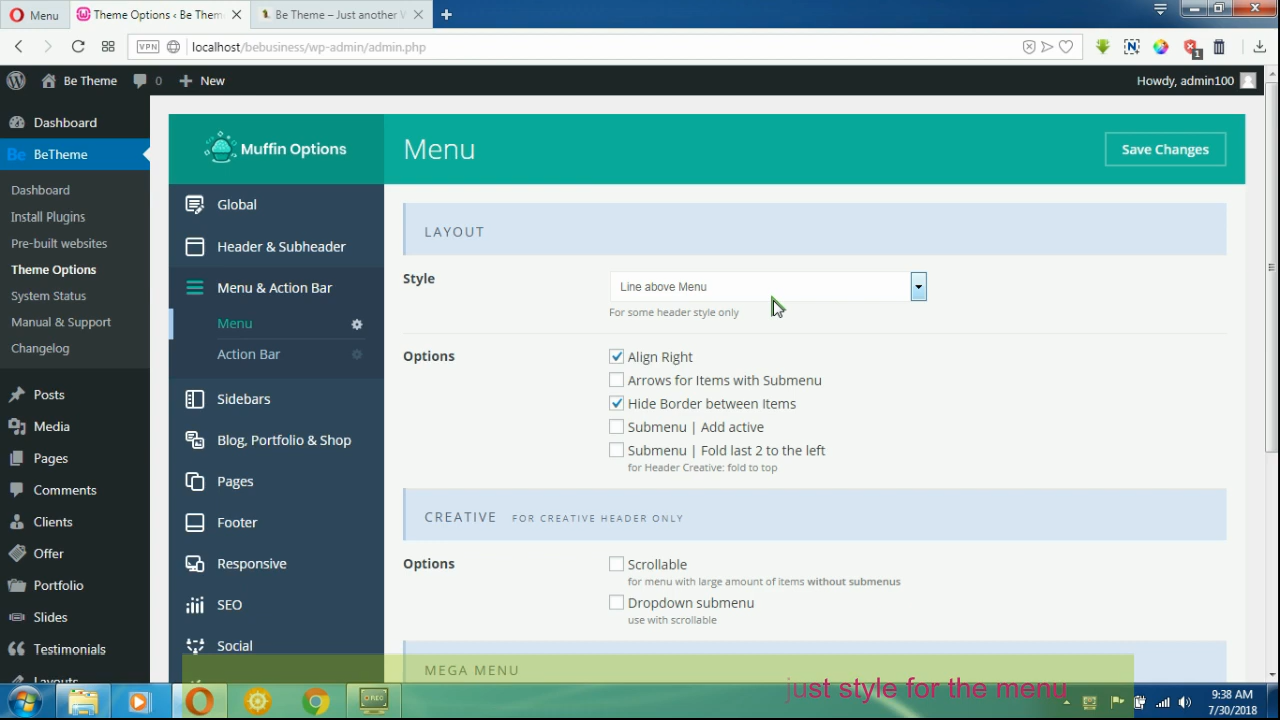 Menu
Theme Options ‹ Be Them
Be Theme – Just another V
VPN
localhost/bebusiness/wp-admin/admin.php
1
Be Theme
0
New
Howdy, admin100
Dashboard
Be BeTheme
Dashboard
Install Plugins
Pre-built websites
Theme Options
System Status
Manual & Support
Changelog
Posts
Media
Pages
Comments
Clients
Offer
Portfolio
Slides
Testimonials
Layouts
Muffin Options
Global
Header & Subheader
Menu & Action Bar
Menu
Action Bar
Sidebars
Blog, Portfolio & Shop
Pages
Footer
Responsive
SEO
Social
Menu
Save Changes
LAYOUT
Style
Line above Menu
For some header style only
Options
Align Right
Arrows for Items with Submenu
Hide Border between Items
Submenu | Add active
Submenu | Fold last 2 to the left
for Header Creative: fold to top
CREATIVE FOR CREATIVE HEADER ONLY
Options
Scrollable
for menu with large amount of items without submenus
Dropdown submenu
use with scrollable
MEGA MENU
just style for the menu
9:38 AM
7/30/2018